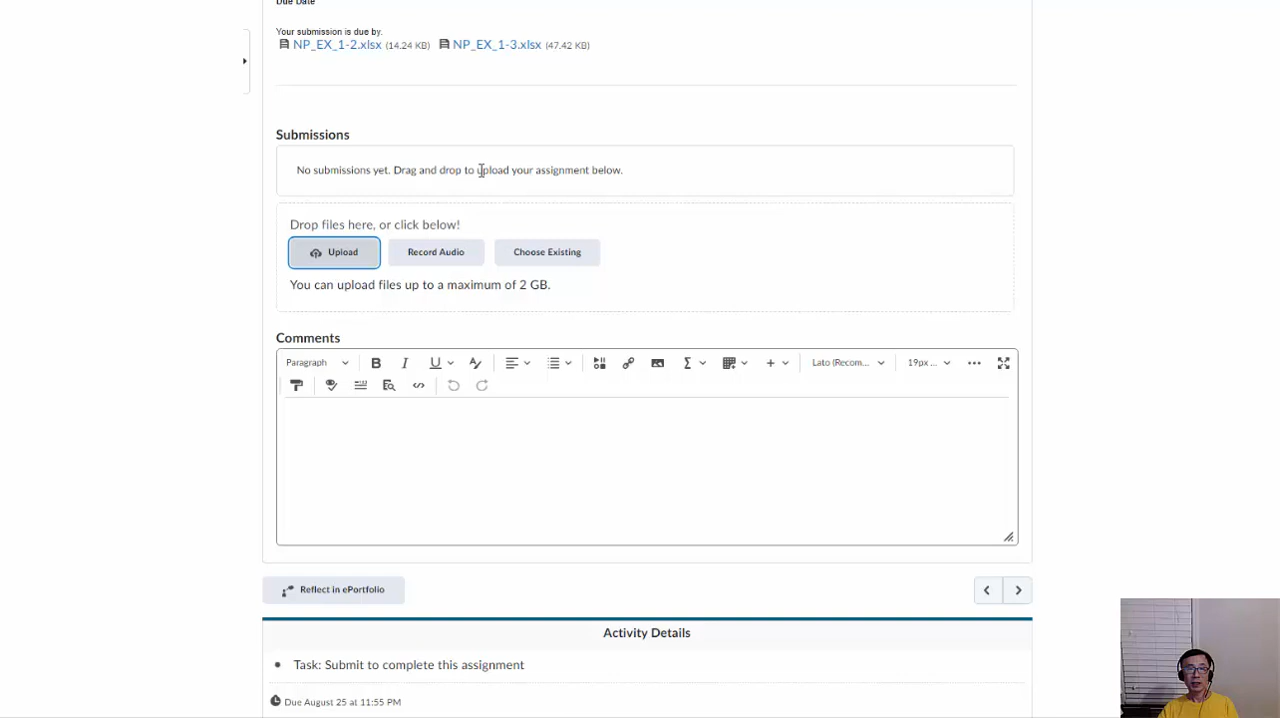 Due Date
Your submission is due by.
NP_EX_1-2.xlsx (14.24 KB) NP_EX_1-3.xlsx (47.42 KB)
Submissions
No submissions yet. Drag and drop to upload your assignment below.
Drop files here, or click below!
Upload Record Audio Choose Existing
You can upload files up to a maximum of 2 GB.
Comments
Paragraph B I U Lato (Recom... 19px ...
Reflect in ePortfolio
Activity Details
Task: Submit to complete this assignment
Due August 25 at 11:55 PM